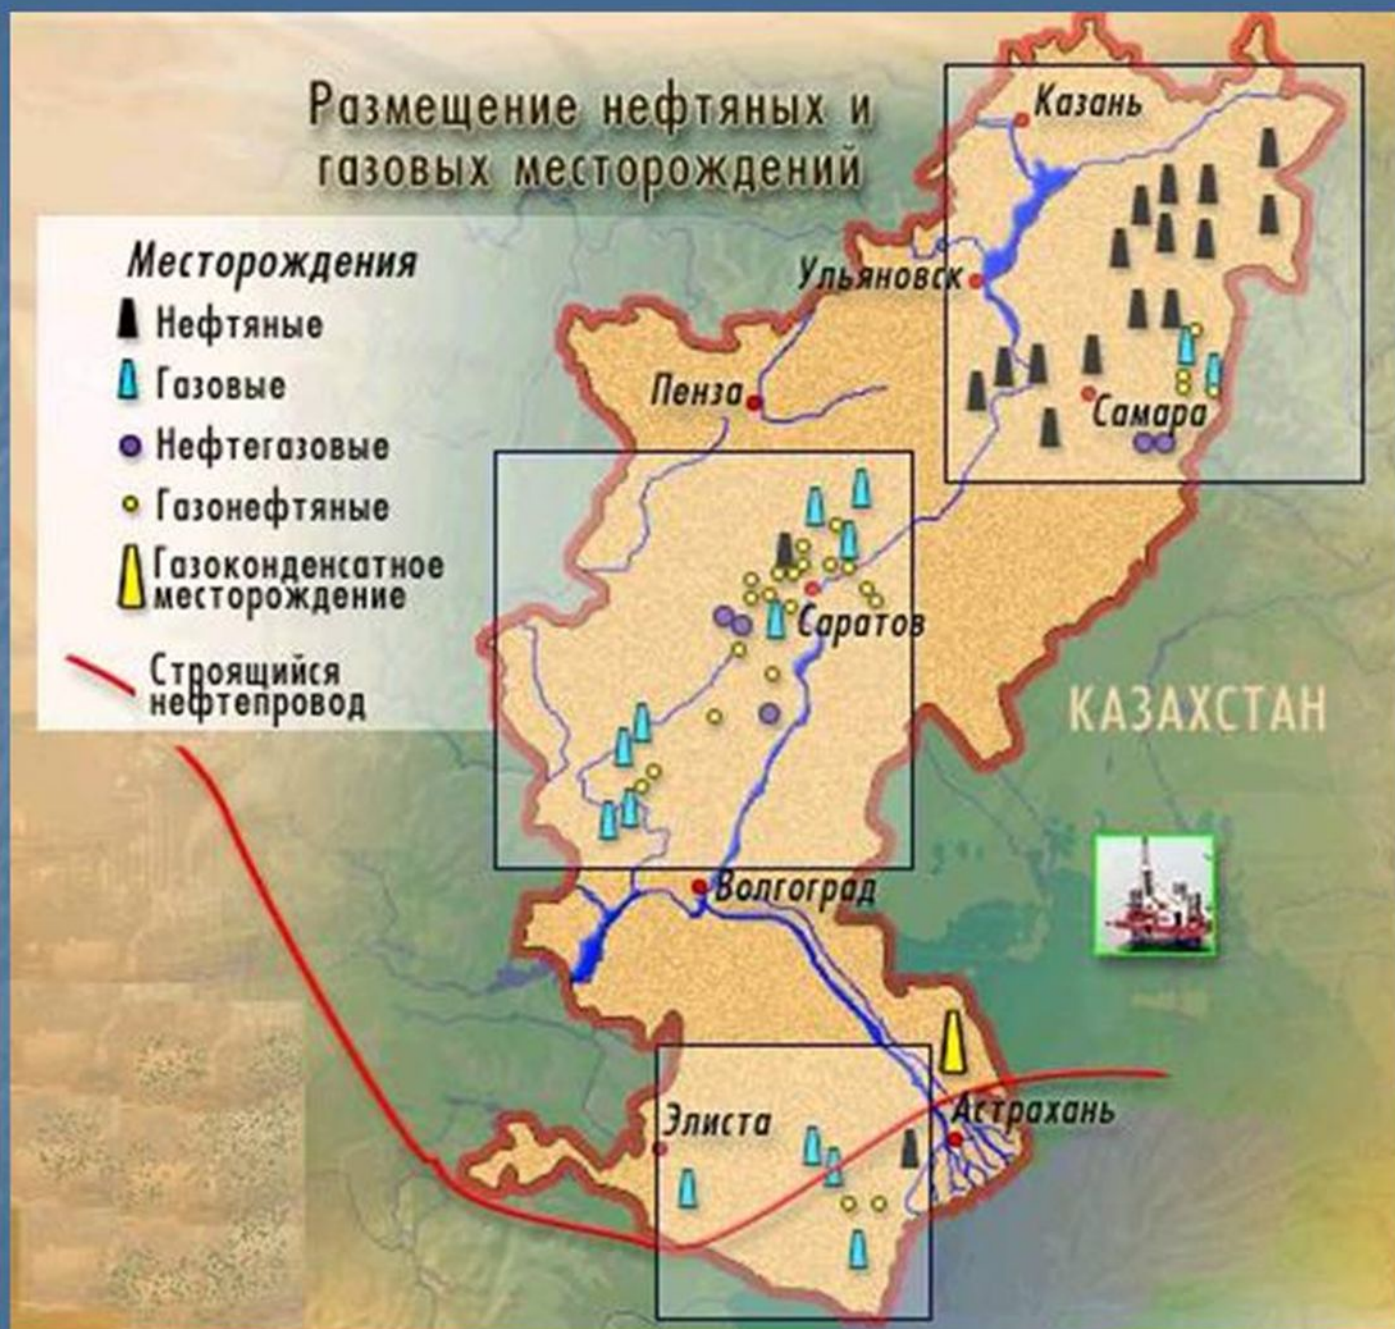 Размещение нефтяных и
газовых месторождений
Месторождения
Нефтяные
Газовые
Нефтегазовые
Газонефтяные
Газоконденсатное
месторождение
Строящийся
нефтепровод
Казань
Ульяновск
Пенза
Самара
Саратов
КАЗАХСТАН
Волгоград
Элиста
Астрахань